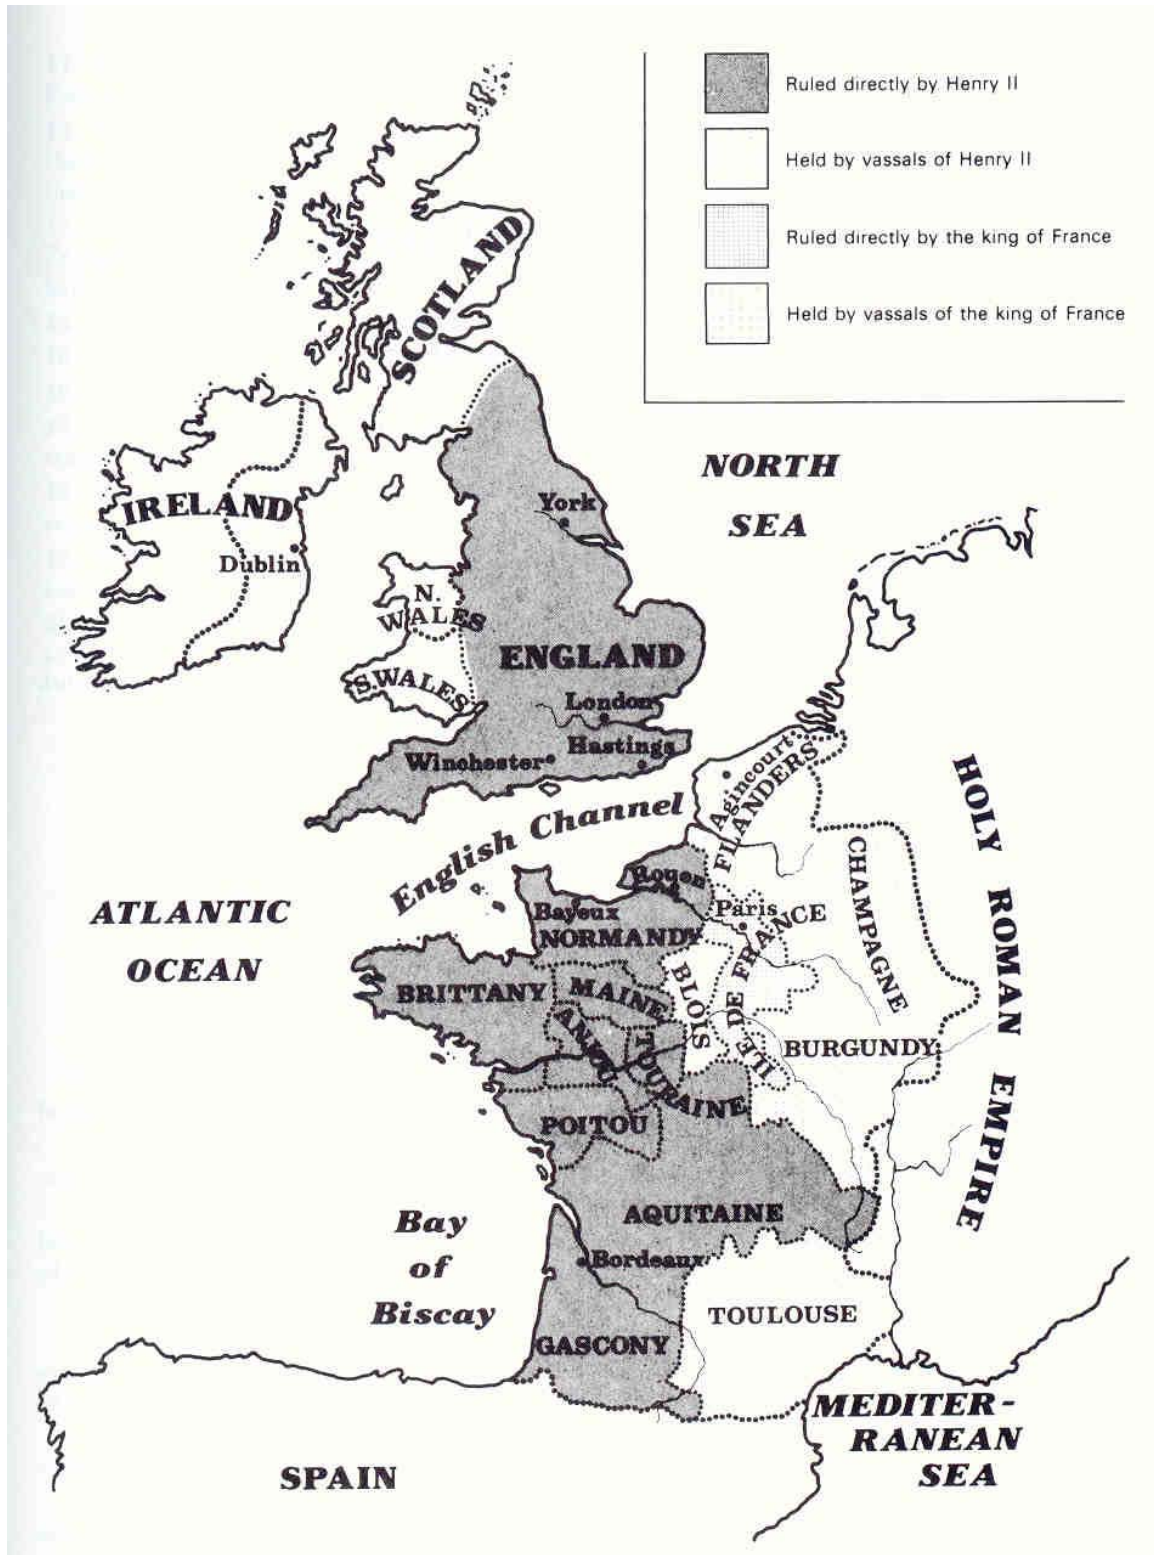 Ruled directly by Henry II
Held by vassals of Henry II
Ruled directly by the king of France
Held by vassals of the king of France
SCOTLAND
NORTH
SEA
IRELAND
Dublin
York
N.
WALES
S. WALES
ENGLAND
London
Hastings
Winchester
English Channel
Agincourt
FLANDERS
HOLY ROMAN EMPIRE
CHAMPAGNE
ATLANTIC
OCEAN
Rouen
Bayeux
NORMANDY
Paris
ILE DE FRANCE
BRITTANY
MAINE
BLOIS
ANJOU
TOURAINE
BURGUNDY
POITOU
AQUITAINE
Bay
of
Biscay
Bordeaux
TOULOUSE
GASCONY
MEDITER-
RANEAN
SEA
SPAIN